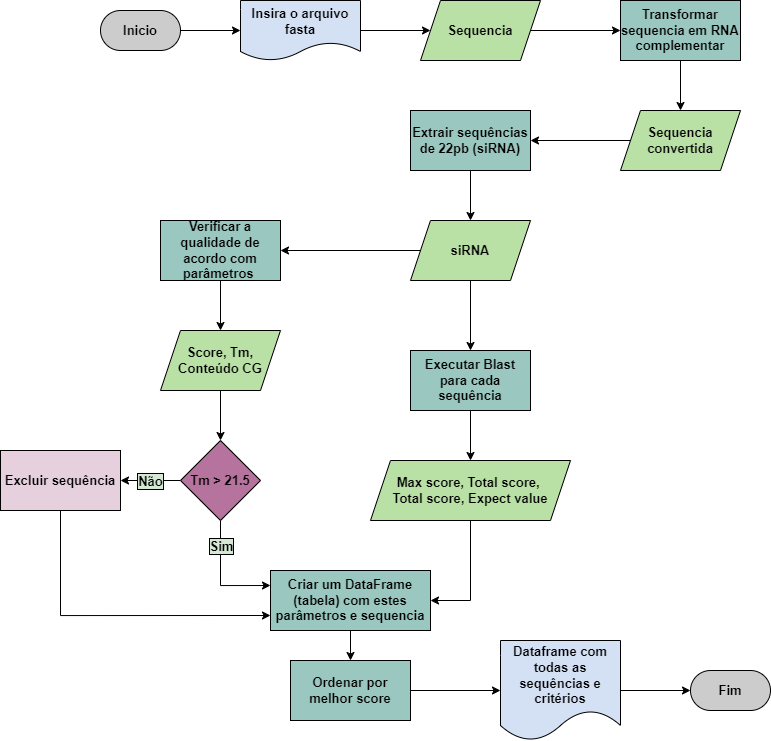 Inicio
Insira o arquivo
fasta
Sequencia
Transformar
sequencia em RNA
complementar
Sequencia
convertida
Extrair sequências
de 22pb (siRNA)
siRNA
Verificar a
qualidade de
acordo com
parâmetros
Score, Tm,
Conteúdo CG
Executar Blast
para cada
sequência
Tm > 21.5
Não
Excluir sequência
Sim
Max score, Total score,
Total score, Expect value
Criar um DataFrame
(tabela) com estes
parâmetros e sequencia
Ordenar por
melhor score
Dataframe com
todas as
sequências e
critérios
Fim